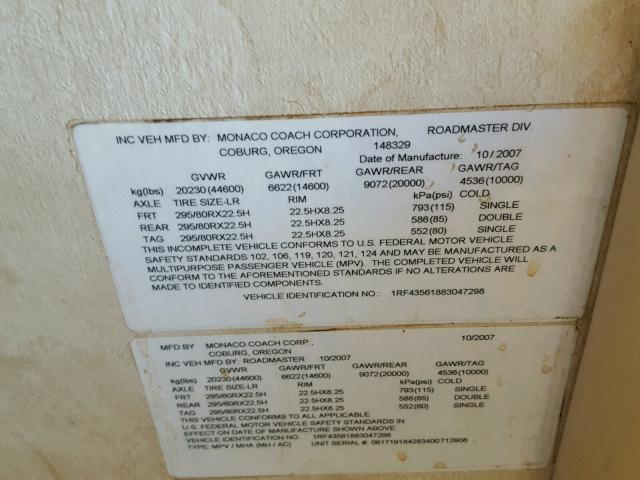 INC VEH MFD BY: MONACO COACH CORPORATION, ROADMASTER DIV.
COBURG, OREGON 148329
Date of Manufacture: 10/2007
GVWR GAWR/FRT GAWR/REAR GAWR/TAG
kg(lbs) 20230(44600) 6622(14600) 9072(20000) 4536(10000)
AXLE TIRE SIZE-LR RIM kPa(psi) COLD
FRT 295/80RX22.5H 22.5HX8.25 793(115) SINGLE
REAR 295/80RX22.5H 22.5HX8.25 586(85) DOUBLE
TAG 295/80RX22.5H 22.5HX8.25 552(80) SINGLE
THIS INCOMPLETE VEHICLE CONFORMS TO U.S. FEDERAL MOTOR VEHICLE
SAFETY STANDARDS 102, 106, 119, 120, 121, 124 AND MAY BE MANUFACTURED AS A
MULTIPURPOSE PASSENGER VEHICLE (MPV). THE COMPLETED VEHICLE WILL
CONFORM TO THE AFOREMENTIONED STANDARDS IF NO ALTERATIONS ARE
MADE TO IDENTIFIED COMPONENTS.
VEHICLE IDENTIFICATION NO.: 1RF43561883047298
MFD BY MONACO COACH CORP., 10/2007
COBURG, OREGON
INC VEH MFD BY: ROADMASTER 10/2007
GVWR GAWR/FRT GAWR/REAR GAWR/TAG
kg(lbs) 20230(44600) 6622(14600) 9072(20000) 4536(10000)
AXLE TIRE SIZE-LR RIM kPa(psi) COLD
FRT 295/80RX22.5H 22.5HX8.25 793(115) SINGLE
REAR 295/80RX22.5H 22.5HX8.25 586(85) DOUBLE
TAG 295/80RX22.5H 22.5HX8.25 552(80) SINGLE
THIS VEHICLE CONFORMS TO ALL APPLICABLE
U.S. FEDERAL MOTOR VEHICLE SAFETY STANDARDS IN
EFFECT ON DATE OF MANUFACTURE SHOWN ABOVE.
VEHICLE IDENTIFICATION NO. 1RF43561883047298
TYPE: MPV / MHA (MH / AC) UNIT SERIAL #: 081719184283400712908